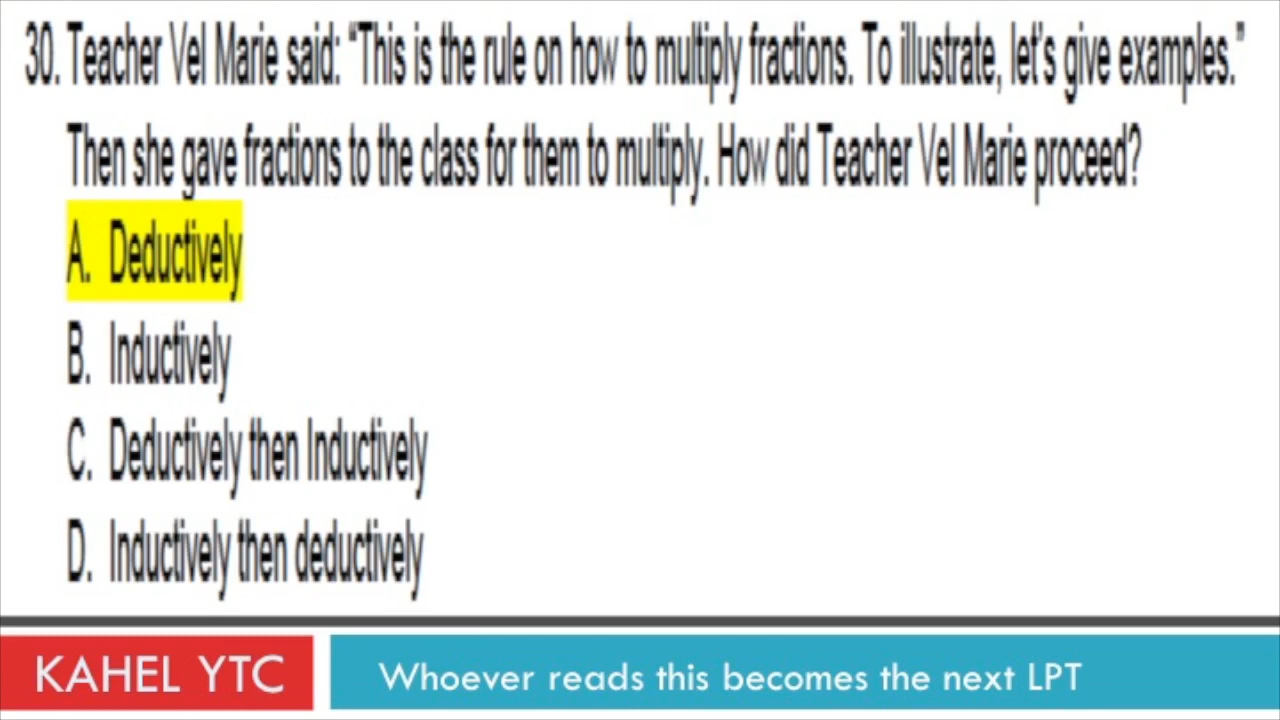 30. Teacher Vel Marie said: “This is the rule on how to multiply fractions. To illustrate, let's give examples.”
Then she gave fractions to the class for them to multiply. How did Teacher Vel Marie proceed?
A. Deductively
B. Inductively
C. Deductively then Inductively
D. Inductively then deductively
KAHEL YTC
Whoever reads this becomes the next LPT